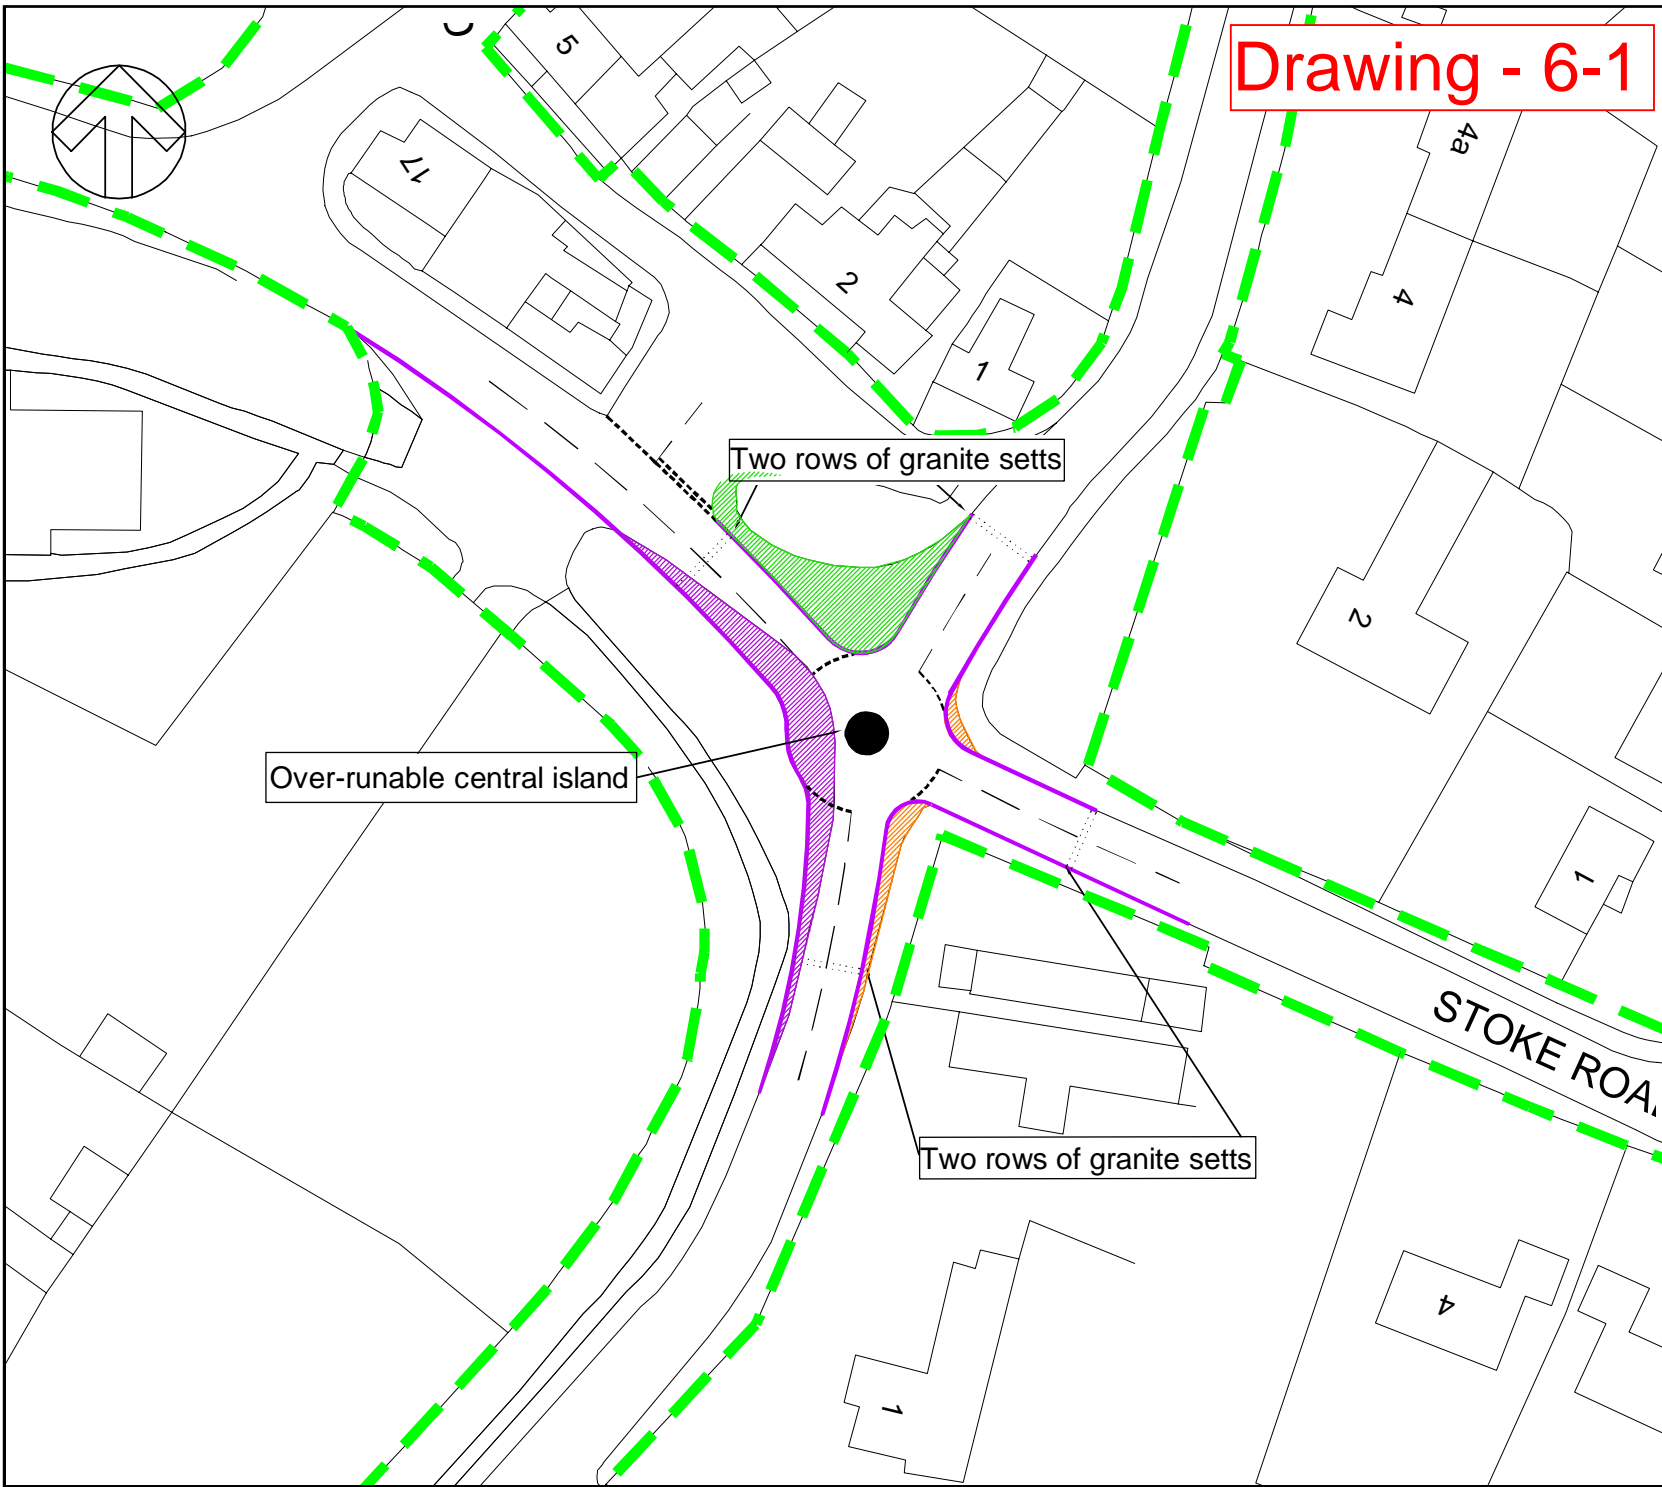 Drawing - 6-1
5
4a
17
2
4
1
Two rows of granite setts
2
Over-runable central island
1
STOKE ROA
Two rows of granite setts
4
1